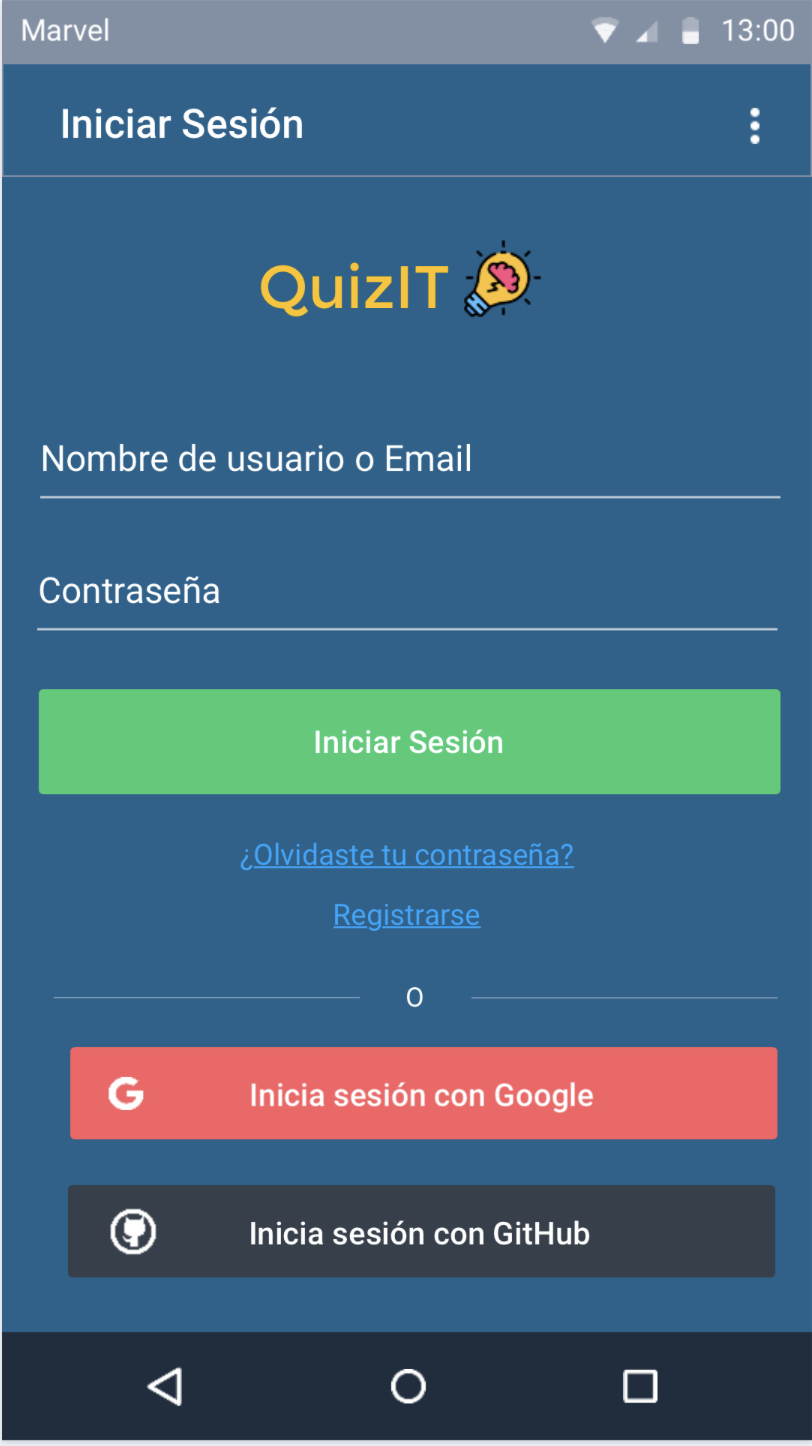 Marvel 13:00
Iniciar Sesión
QuizIT
Nombre de usuario o Email
Contraseña
Iniciar Sesión
¿Olvidaste tu contraseña?
Registrarse
O
Inicia sesión con Google
Inicia sesión con GitHub